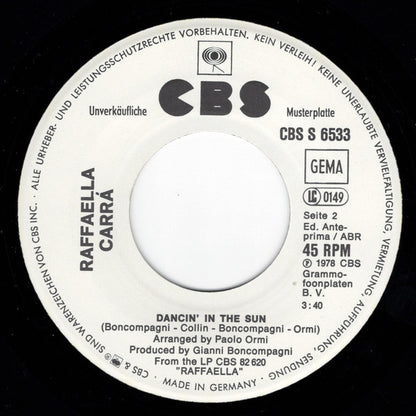 ALLE URHEBER- UND LEISTUNGSSCHUTZRECHTE VORBEHALTEN. KEIN VERLEIH! KEINE UNERLAUBTE VERVIELFÄLTIGUNG, VERMIETUNG, AUFFÜHRUNG, SENDUNG!
CBS
Unverkäufliche Musterplatte
CBS S 6533
GEMA
LC 0149
RAFFAELLA
CARRÁ
Seite 2
Ed. Ante-
prima / ABR
45 RPM
Ⓟ 1978 CBS
Grammo-
foonplaten
B. V.
3:40
DANCIN' IN THE SUN
(Boncompagni - Collin - Boncompagni - Ormi)
Arranged by Paolo Ormi
Produced by Gianni Boncompagni
From the LP CBS 82 620
"RAFFAELLA"
CBS & SIND WARENZEICHEN VON CBS INC. · MADE IN GERMANY